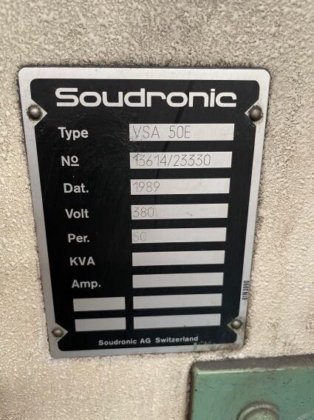 Soudronic
Type VSA 50E
Nº 13614/23330
Dat. 1989
Volt 380
Per. 50
KVA
Amp.
Soudronic AG Switzerland